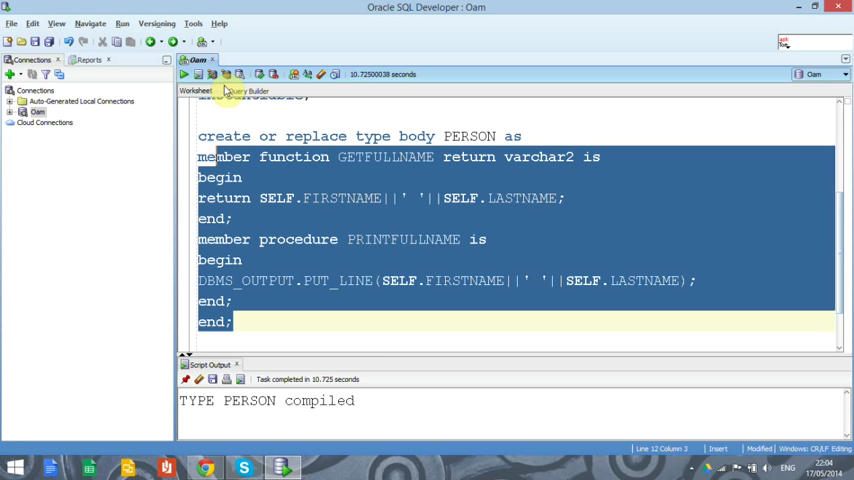 Oracle SQL Developer : Oam
File Edit View Navigate Run Versioning Tools Help
Connections Reports Oam
10.72500038 seconds
Oam
Worksheet Query Builder
Connections
Auto-Generated Local Connections
Oam
Cloud Connections
create or replace type body PERSON as
member function GETFULLNAME return varchar2 is
begin
return SELF.FIRSTNAME||' '||SELF.LASTNAME;
end;
member procedure PRINTFULLNAME is
begin
DBMS_OUTPUT.PUT_LINE(SELF.FIRSTNAME||' '||SELF.LASTNAME);
end;
end;
Script Output
Task completed in 10.725 seconds
TYPE PERSON compiled
Line 12 Column 3 Insert Modified Windows: CR/LF Editing
ENG
22:04
17/05/2014